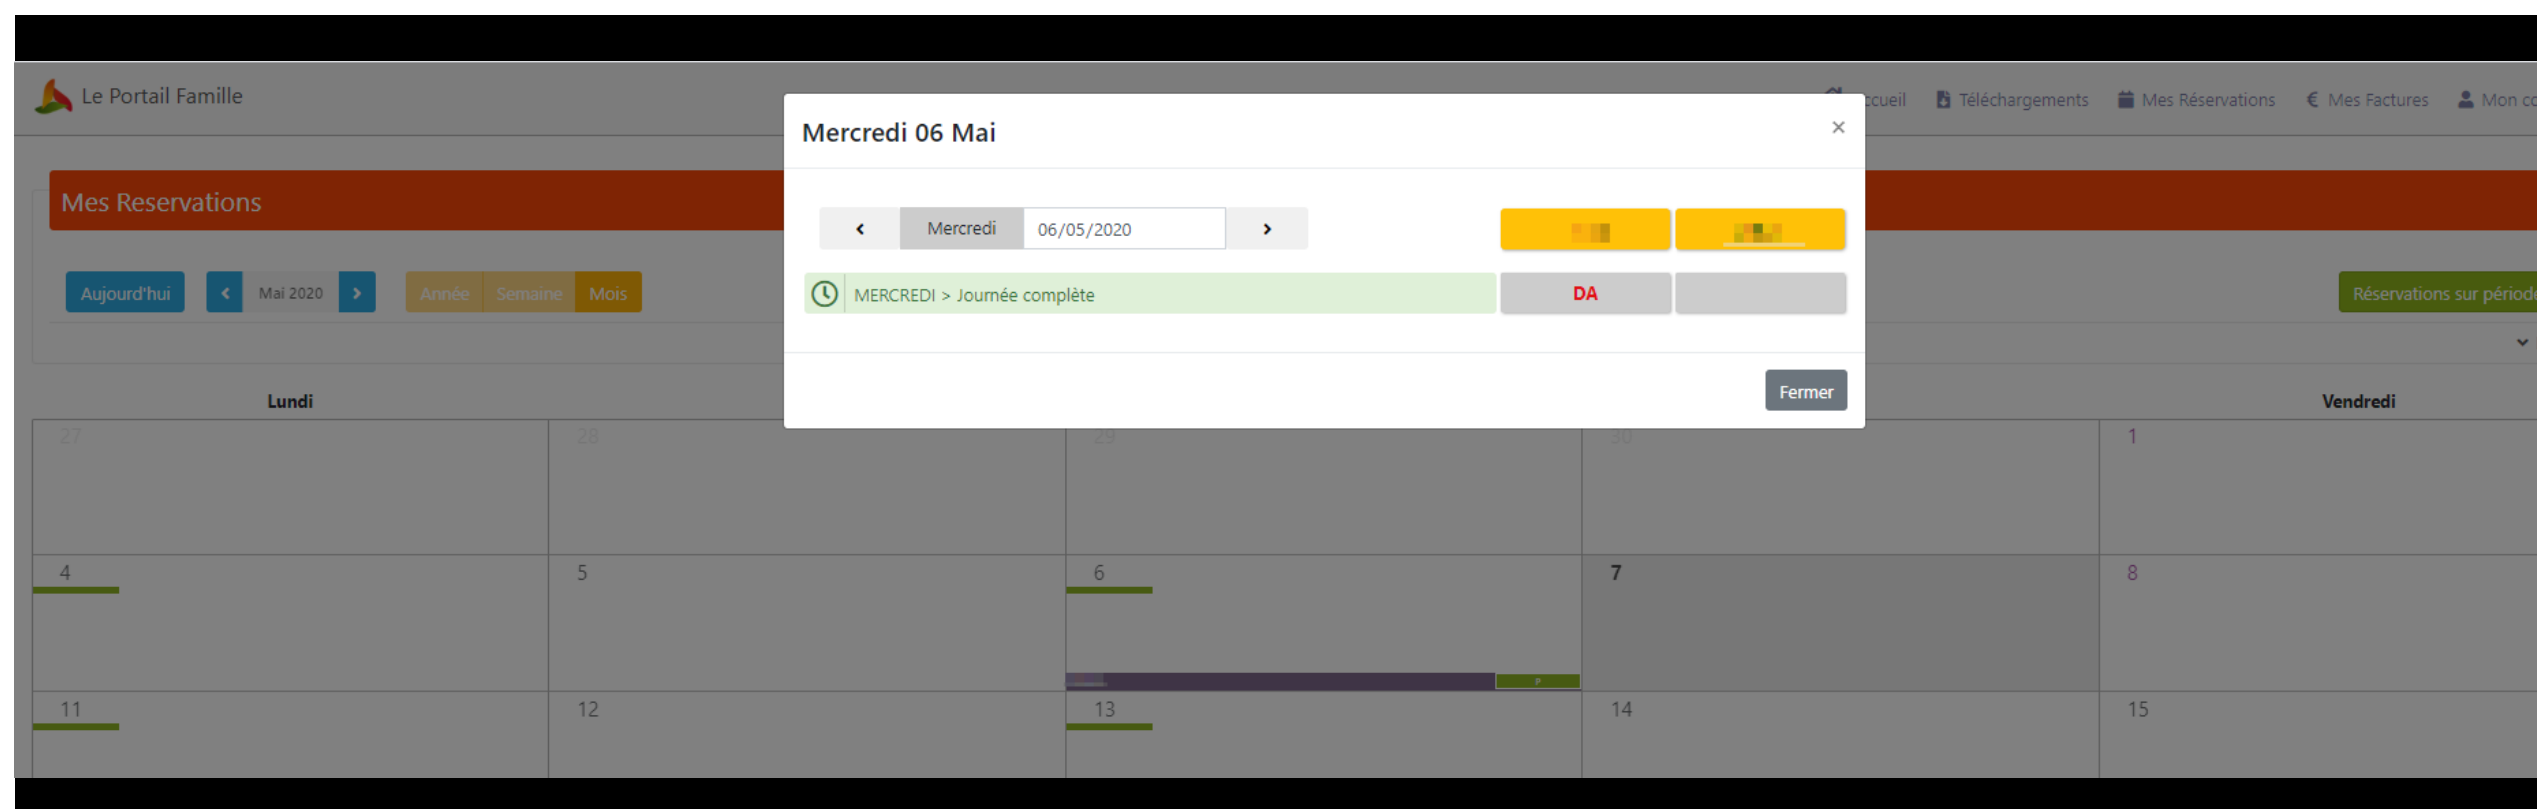 Le Portail Famille
ccueil Téléchargements Mes Réservations € Mes Factures Mon co
Mercredi 06 Mai ×
Mes Reservations
Mercredi 06/05/2020
Aujourd'hui Mai 2020 Année Semaine Mois
MERCREDI > Journée complète DA
Réservations sur période
Fermer
Lundi Vendredi
27 28 29 30 1
4 5 6 7 8
P
11 12 13 14 15